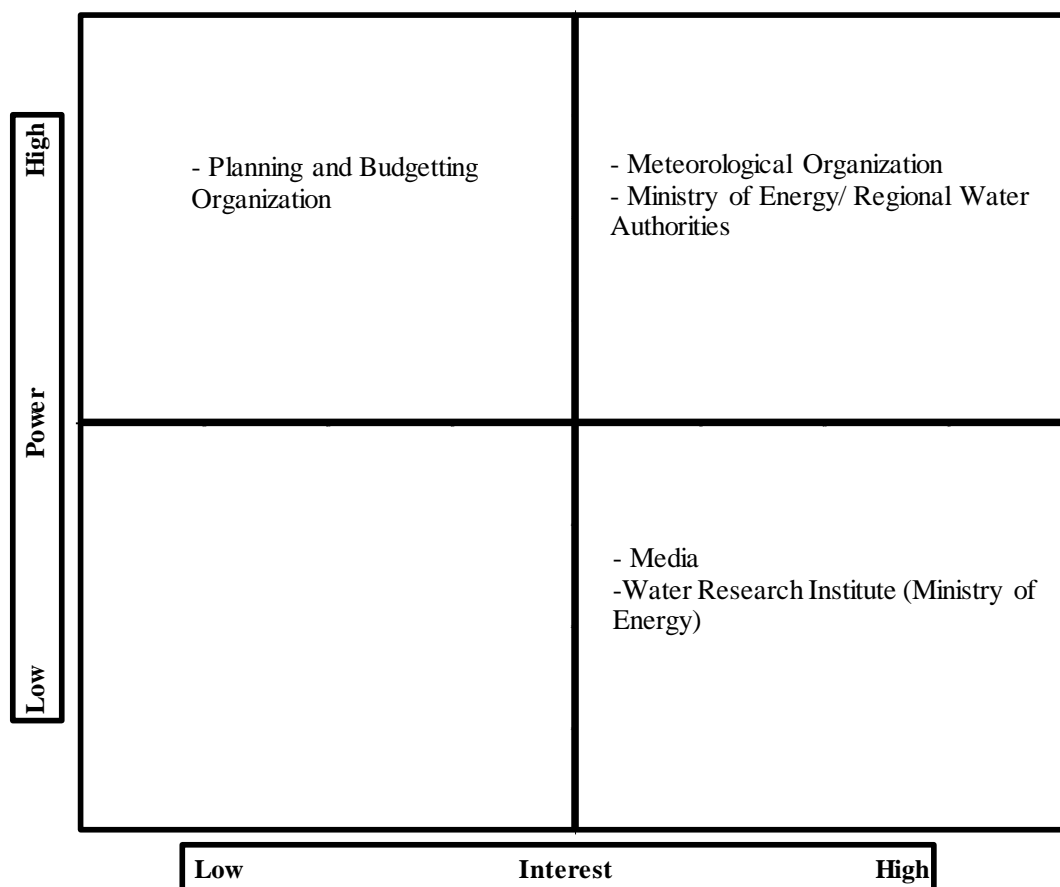 High
Power
Low
- Planning and Budgetting
Organization
- Meteorological Organization
- Ministry of Energy/ Regional Water
Authorities
- Media
-Water Research Institute (Ministry of
Energy)
Low Interest High